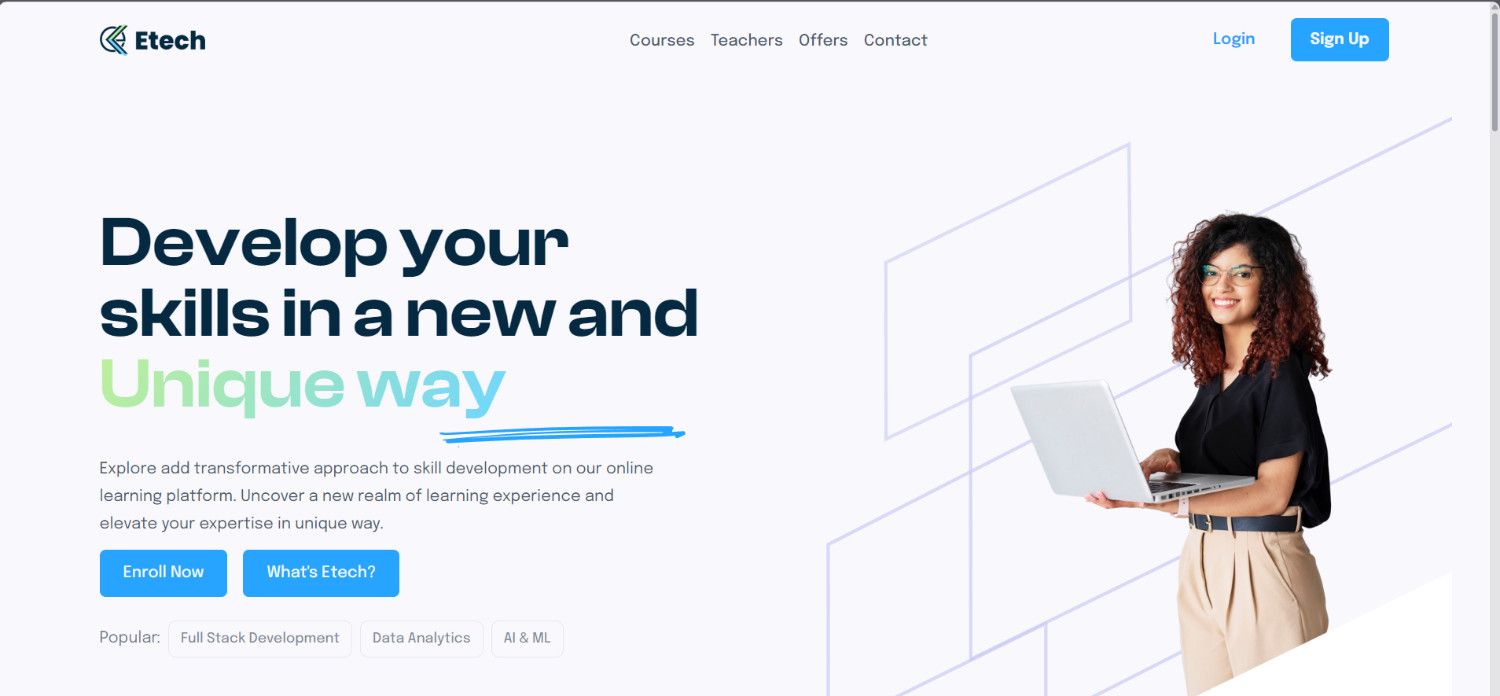 Etech
Courses Teachers Offers Contact
Login
Sign Up
Develop your
skills in a new and
Unique way
Explore add transformative approach to skill development on our online
learning platform. Uncover a new realm of learning experience and
elevate your expertise in unique way.
Enroll Now
What's Etech?
Popular: Full Stack Development Data Analytics AI & ML